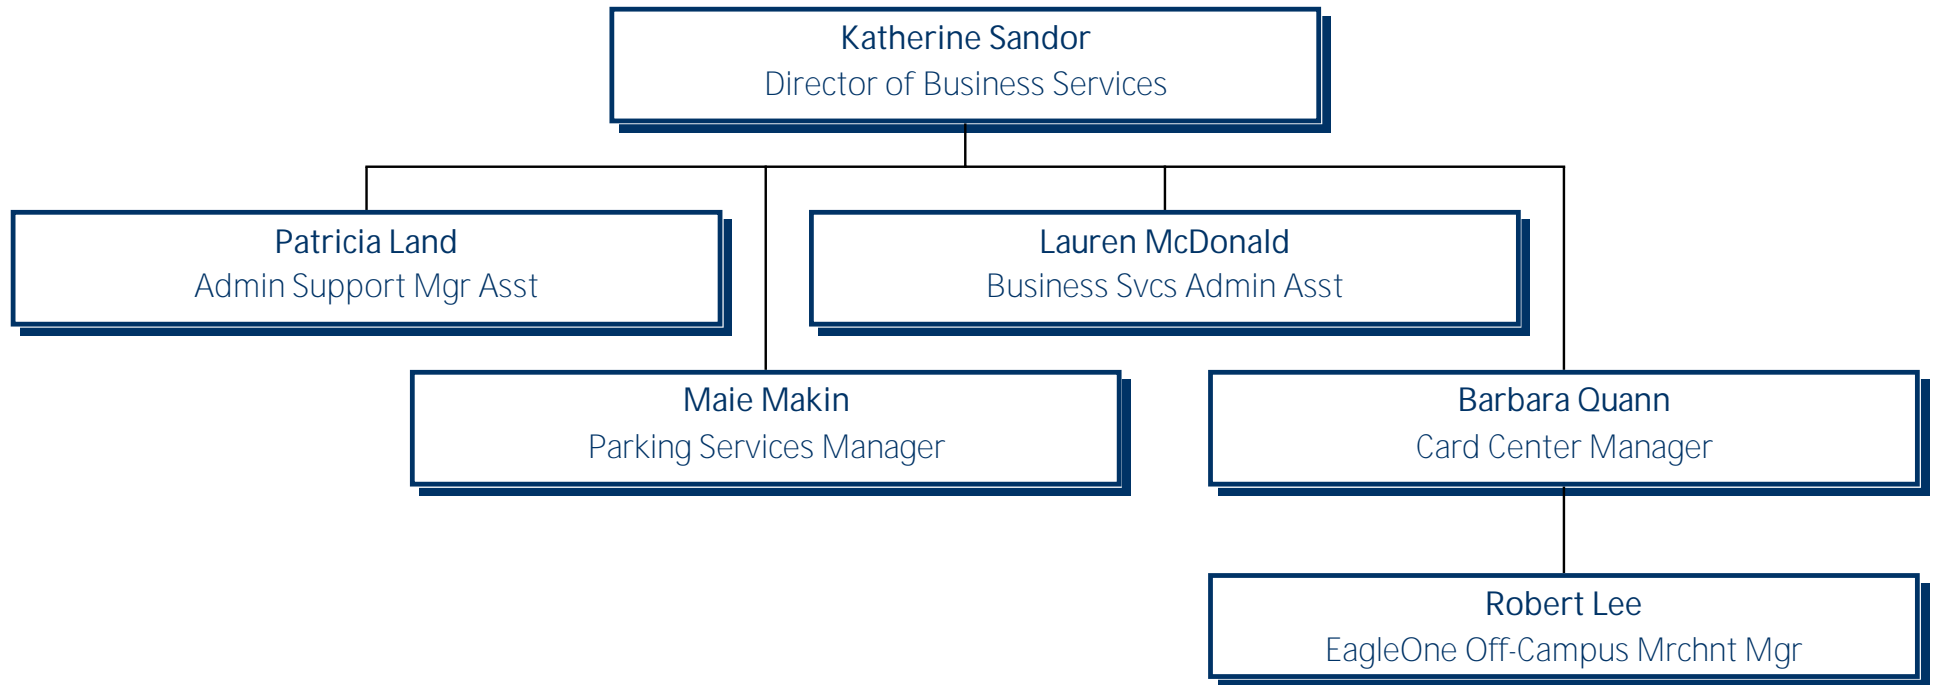 Katherine Sandor
Director of Business Services
Patricia Land
Admin Support Mgr Asst
Lauren McDonald
Business Svcs Admin Asst
Maie Makin
Parking Services Manager
Barbara Quann
Card Center Manager
Robert Lee
EagleOne Off-Campus Mrchnt Mgr